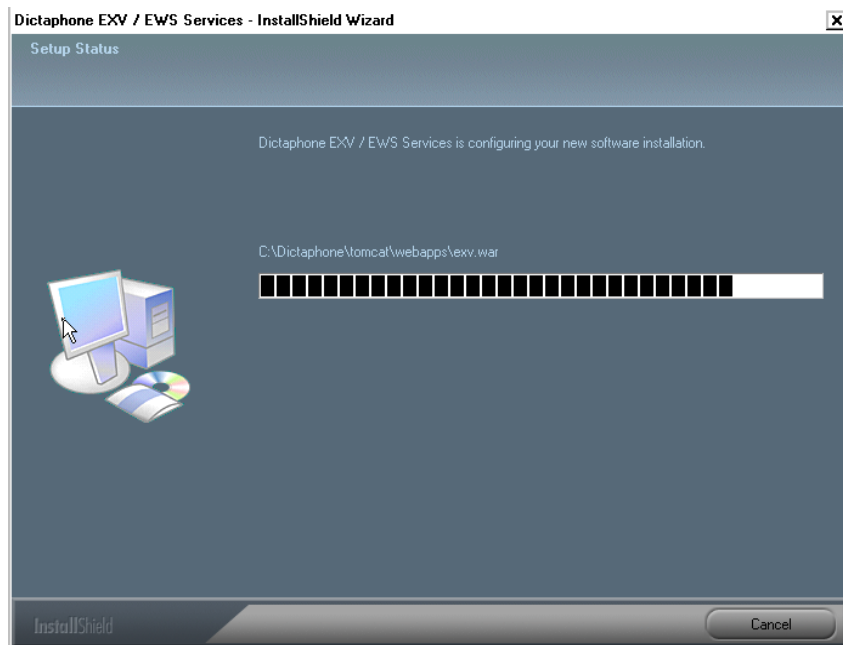 Dictaphone EXV / EWS Services - InstallShield Wizard
Setup Status
Dictaphone EXV / EWS Services is configuring your new software installation.
C:\Dictaphone\tomcat\webapps\exv.war
InstallShield
Cancel